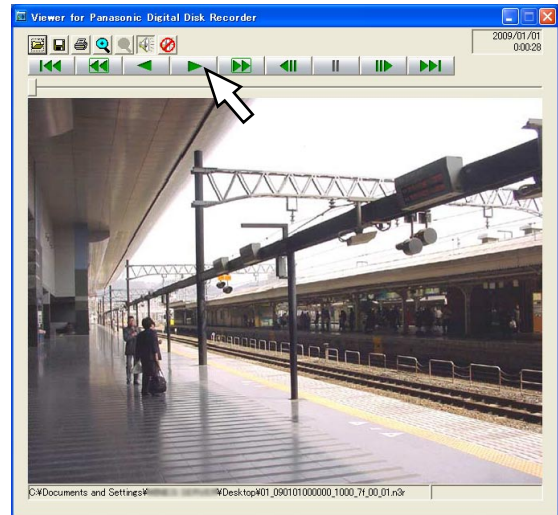 Viewer for Panasonic Digital Disk Recorder
2009/01/01
0:00:28
C:¥Documents and Settings¥ ¥Desktop¥01_090101000000_1000_7f_00_01.n3r